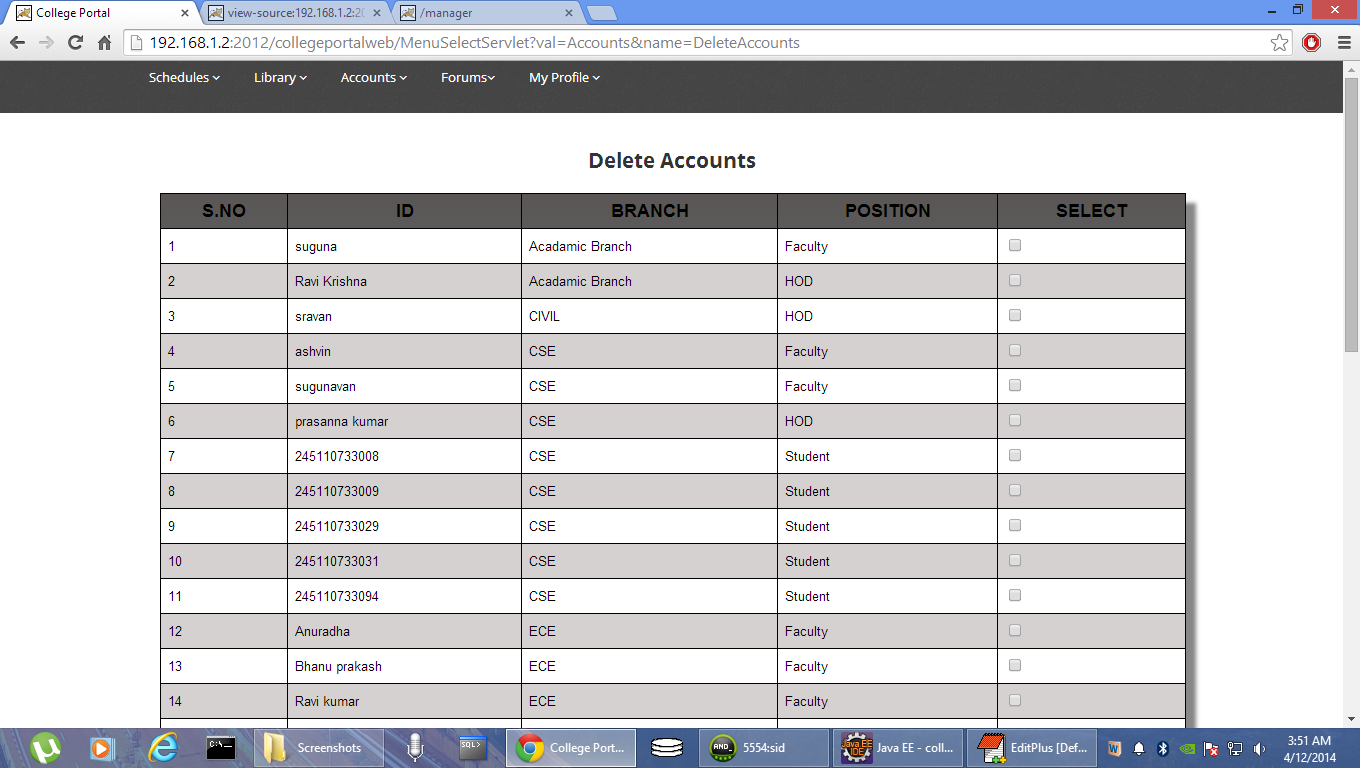 College Portal
view-source:192.168.1.2:20
/manager
192.168.1.2:2012/collegeportalweb/MenuSelectServlet?val=Accounts&name=DeleteAccounts
Schedules Library Accounts Forums My Profile
Delete Accounts
S.NO ID BRANCH POSITION SELECT
1 suguna Acadamic Branch Faculty
2 Ravi Krishna Acadamic Branch HOD
3 sravan CIVIL HOD
4 ashvin CSE Faculty
5 sugunavan CSE Faculty
6 prasanna kumar CSE HOD
7 245110733008 CSE Student
8 245110733009 CSE Student
9 245110733029 CSE Student
10 245110733031 CSE Student
11 245110733094 CSE Student
12 Anuradha ECE Faculty
13 Bhanu prakash ECE Faculty
14 Ravi kumar ECE Faculty
C:\_
Screenshots
SQL>
College Port...
AND_
5554:sid
Java EE IDE
Java EE - coll...
EditPlus [Def...
3:51 AM
4/12/2014